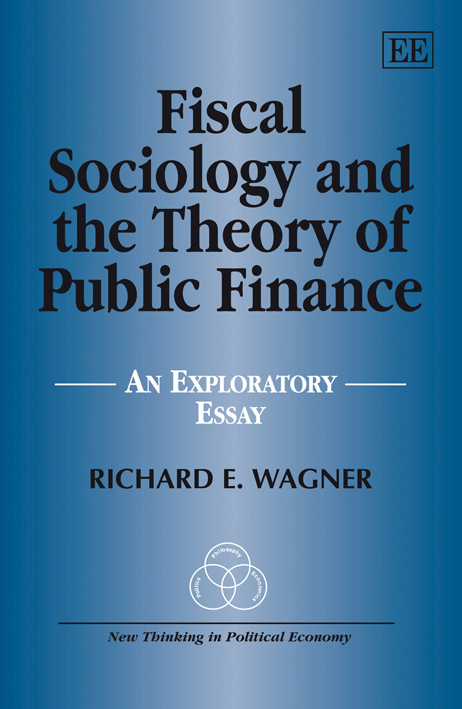 EE
Fiscal
Sociology and
the Theory of
Public Finance
AN EXPLORATORY
ESSAY
RICHARD E. WAGNER
Philosophy
Politics
Economics
New Thinking in Political Economy